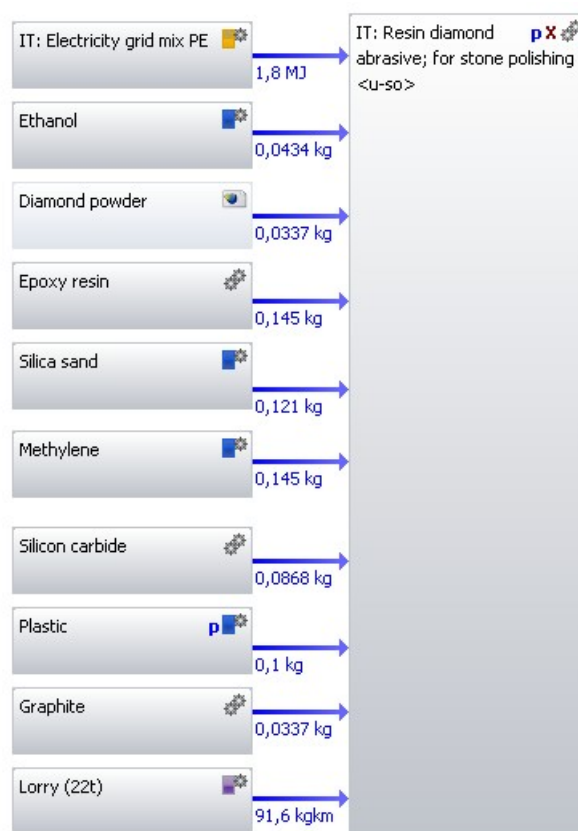 IT: Electricity grid mix PE
1,8 MJ
Ethanol
0,0434 kg
Diamond powder
0,0337 kg
Epoxy resin
0,145 kg
Silica sand
0,121 kg
Methylene
0,145 kg
Silicon carbide
0,0868 kg
Plastic p
0,1 kg
Graphite
0,0337 kg
Lorry (22t)
91,6 kgkm
IT: Resin diamond p X
abrasive; for stone polishing
<u-so>